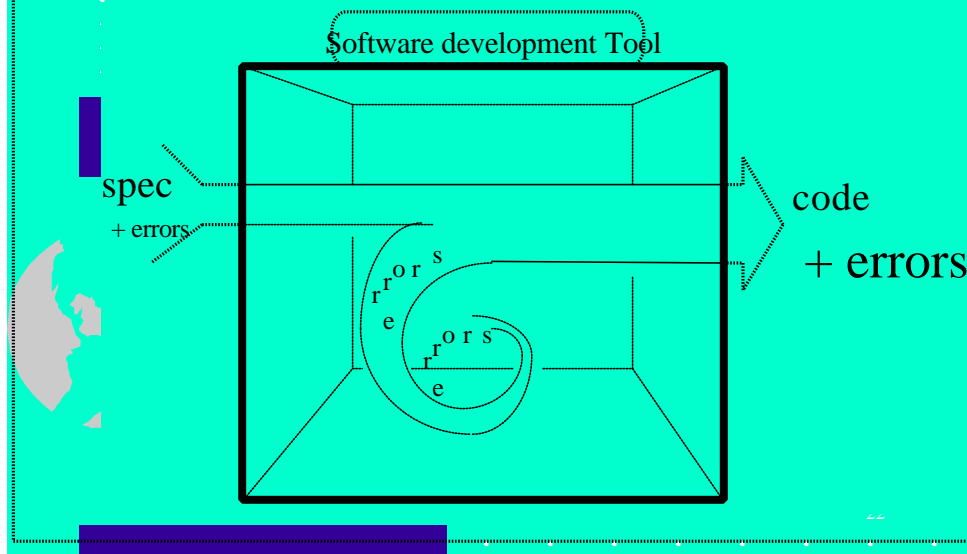 Software development Tool
spec
+ errors
code
+ errors
errors
errors
22